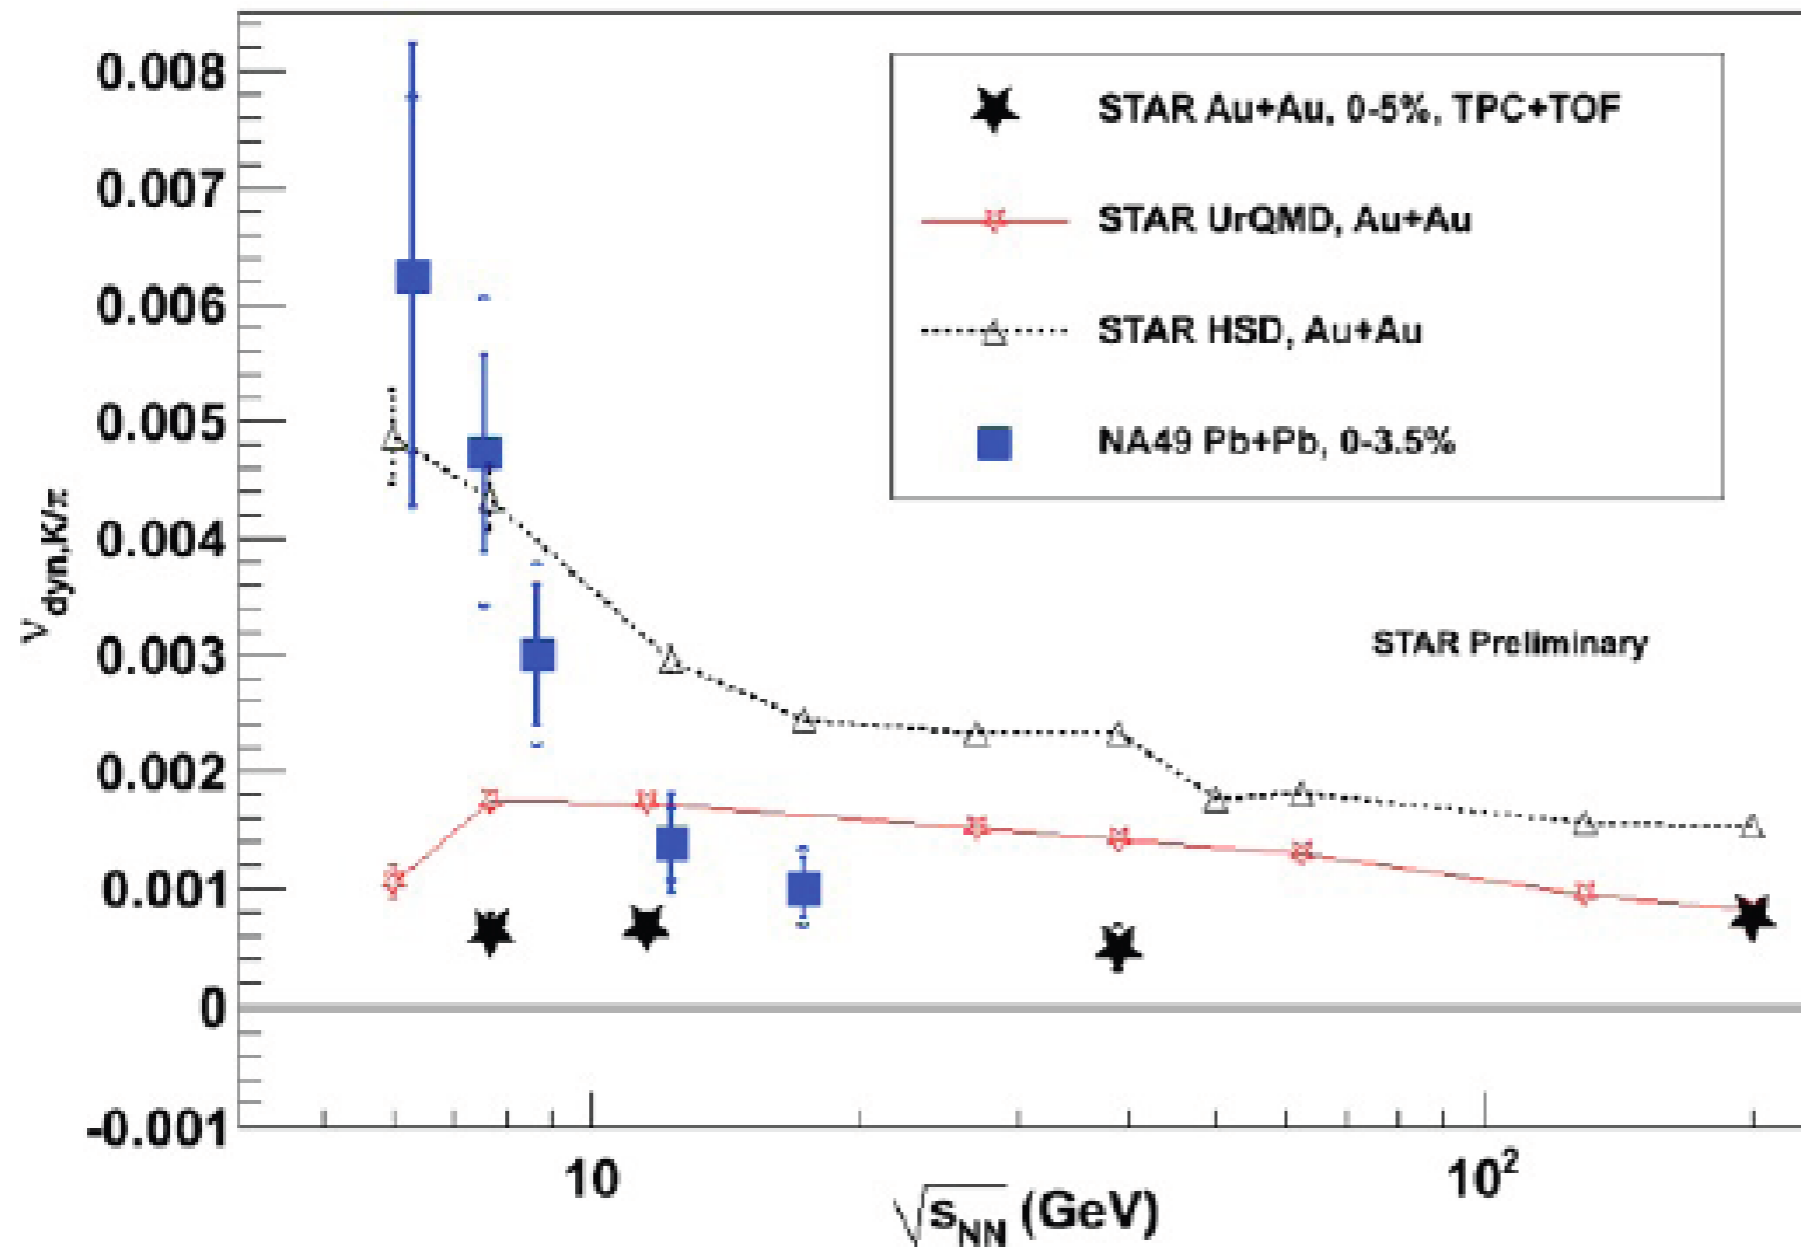 0.008
0.007
0.006
0.005
0.004
0.003
0.002
0.001
0
-0.001
ν dyn,K/π
STAR Au+Au, 0-5%, TPC+TOF
STAR UrQMD, Au+Au
STAR HSD, Au+Au
NA49 Pb+Pb, 0-3.5%
STAR Preliminary
10
10²
√sNN (GeV)